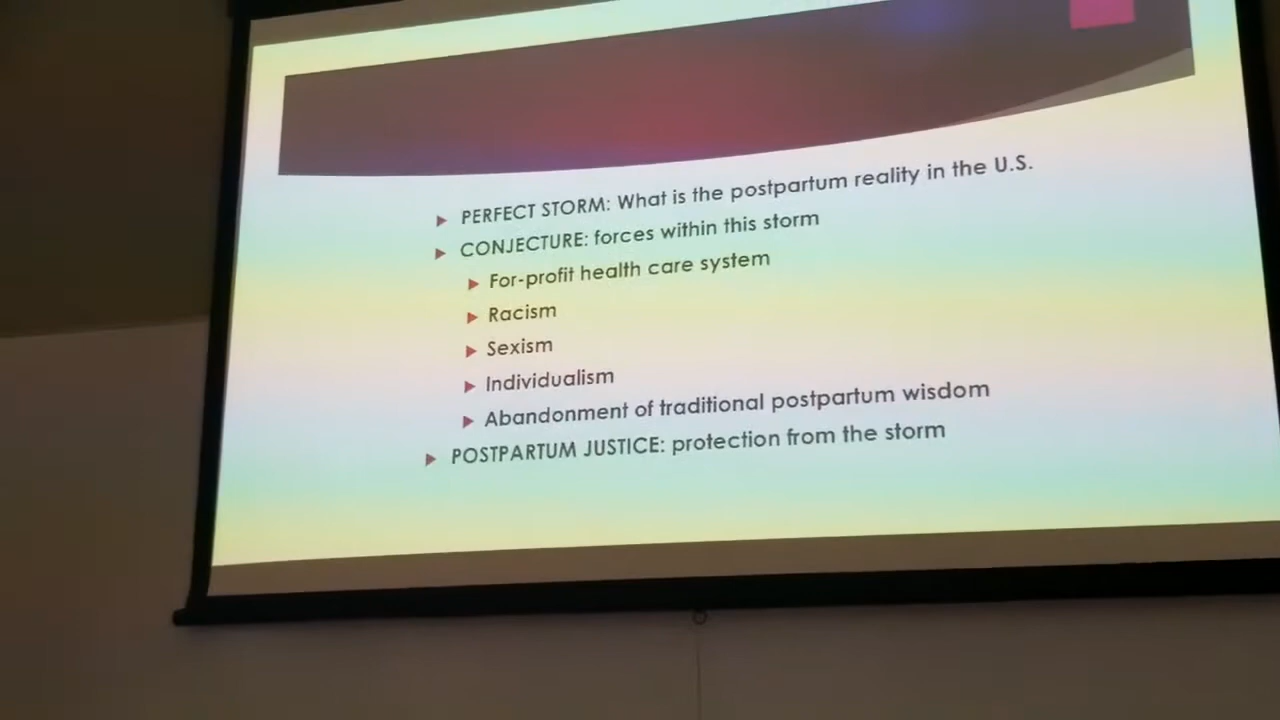 PERFECT STORM: What is the postpartum reality in the U.S.
CONJECTURE: forces within this storm
For-profit health care system
Racism
Sexism
Individualism
Abandonment of traditional postpartum wisdom
POSTPARTUM JUSTICE: protection from the storm